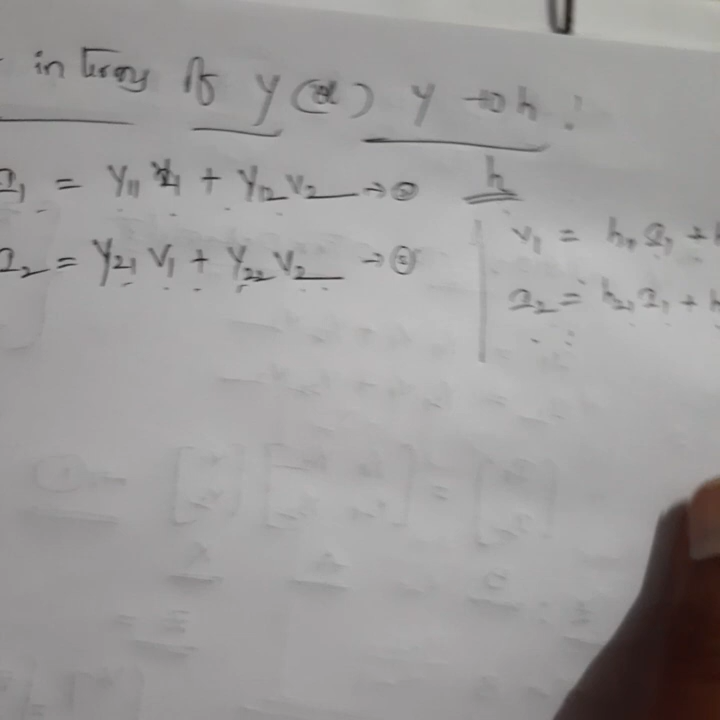 in terms of Y (or) Y → h :
I₁ = Y₁₁ V₁ + Y₁₂ V₂ → ①
I₂ = Y₂₁ V₁ + Y₂₂ V₂ → ②
h
V₁ = h₁₁ I₁ +
I₂ = h₂₁ I₁ +